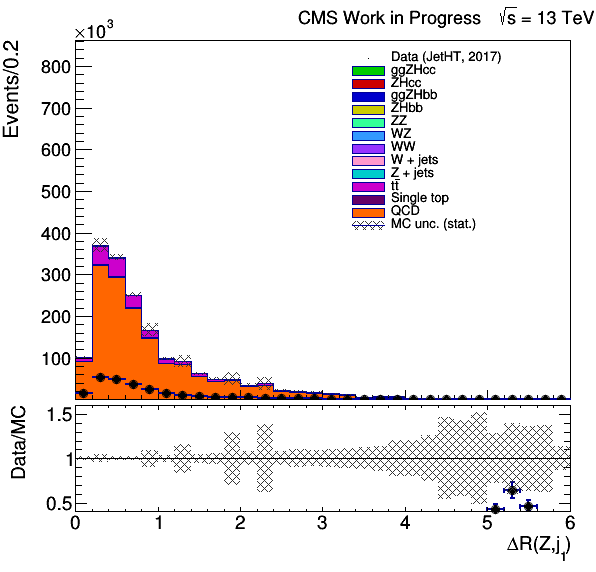 CMS Work in Progress √s = 13 TeV
×10³
Events/0.2
800
700
600
500
400
300
200
100
Data (JetHT, 2017)
ggZHcc
ZHcc
ggZHbb
ZHbb
ZZ
WZ
WW
W + jets
Z + jets
tt̄
Single top
QCD
MC unc. (stat.)
Data/MC
1.5
1
0.5
0 1 2 3 4 5 6
ΔR(Z,j₁)